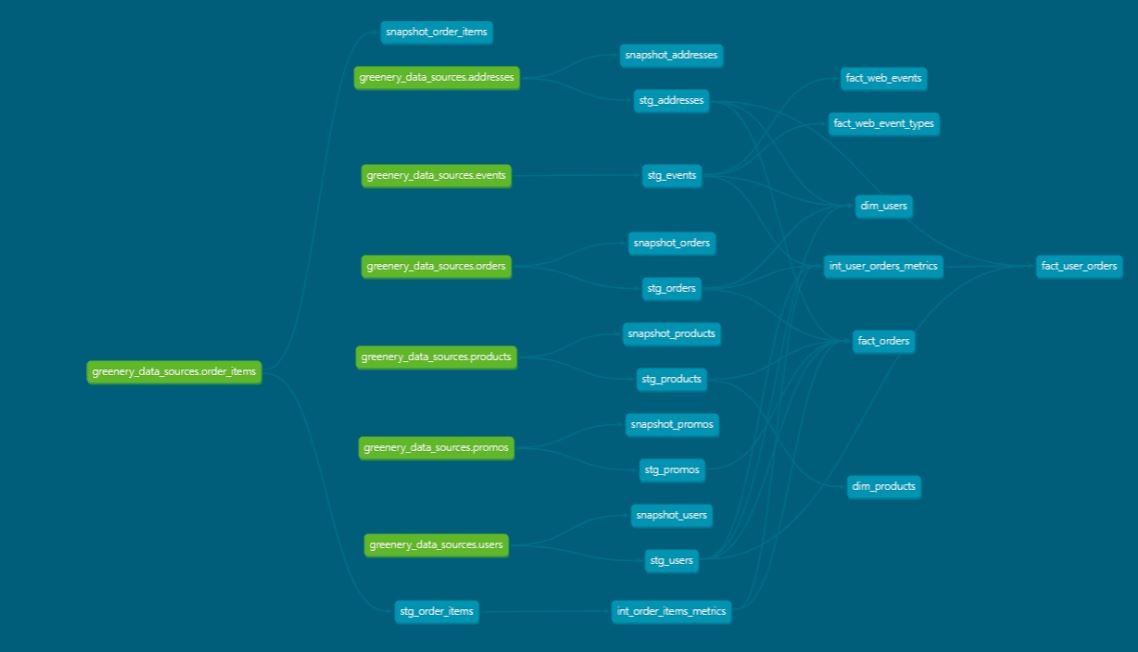 snapshot_order_items
snapshot_addresses
greenery_data_sources.addresses
fact_web_events
stg_addresses
fact_web_event_types
greenery_data_sources.events
stg_events
dim_users
snapshot_orders
greenery_data_sources.orders
int_user_orders_metrics
fact_user_orders
stg_orders
snapshot_products
fact_orders
greenery_data_sources.products
greenery_data_sources.order_items
stg_products
snapshot_promos
greenery_data_sources.promos
stg_promos
dim_products
snapshot_users
greenery_data_sources.users
stg_users
stg_order_items
int_order_items_metrics